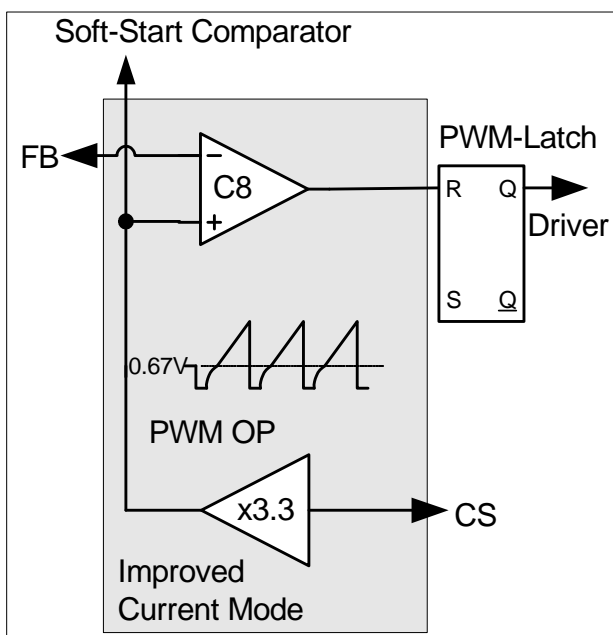 Soft-Start Comparator
FB
PWM-Latch
C8
R
Q
Driver
S
Q
0.67V
PWM OP
x3.3
CS
Improved
Current Mode